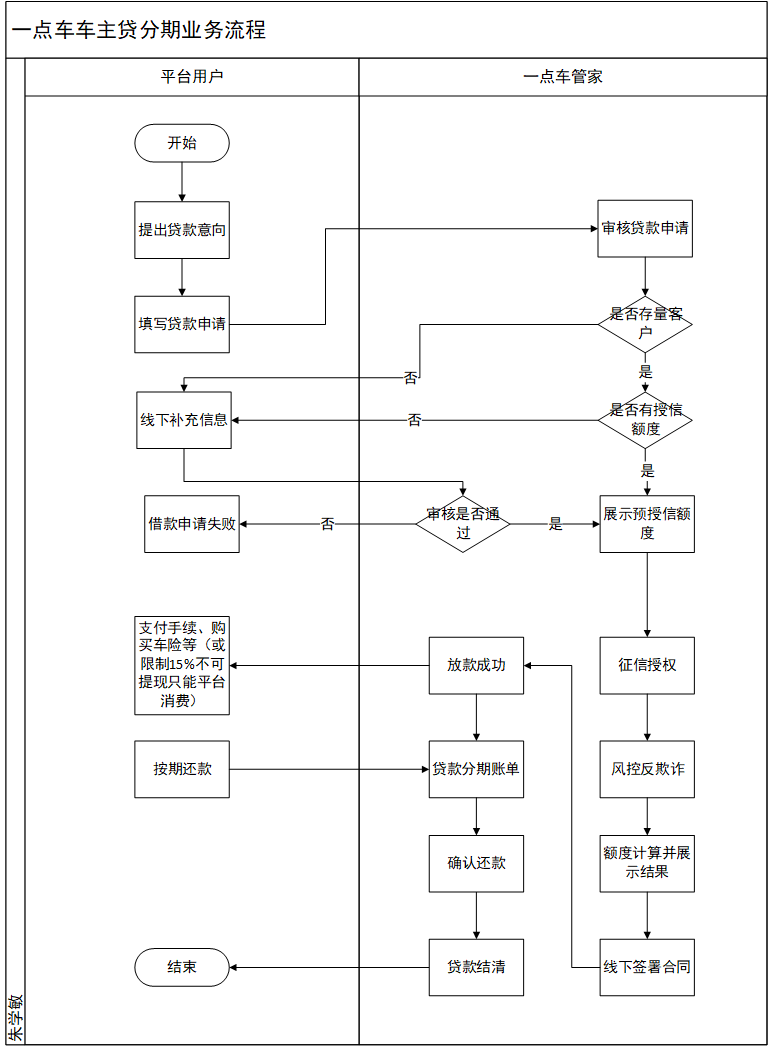 一点车车主贷分期业务流程
平台用户
一点车管家
开始
提出贷款意向
审核贷款申请
填写贷款申请
是否存量客
户
否
是
线下补充信息
否
是否有授信
额度
是
借款申请失败
否
审核是否通
过
是
展示预授信额
度
支付手续、购
买车险等（或
限制15%不可
提现只能平台
消费）
放款成功
征信授权
按期还款
贷款分期账单
风控反欺诈
确认还款
额度计算并展
示结果
结束
贷款结清
线下签署合同
朱学敏